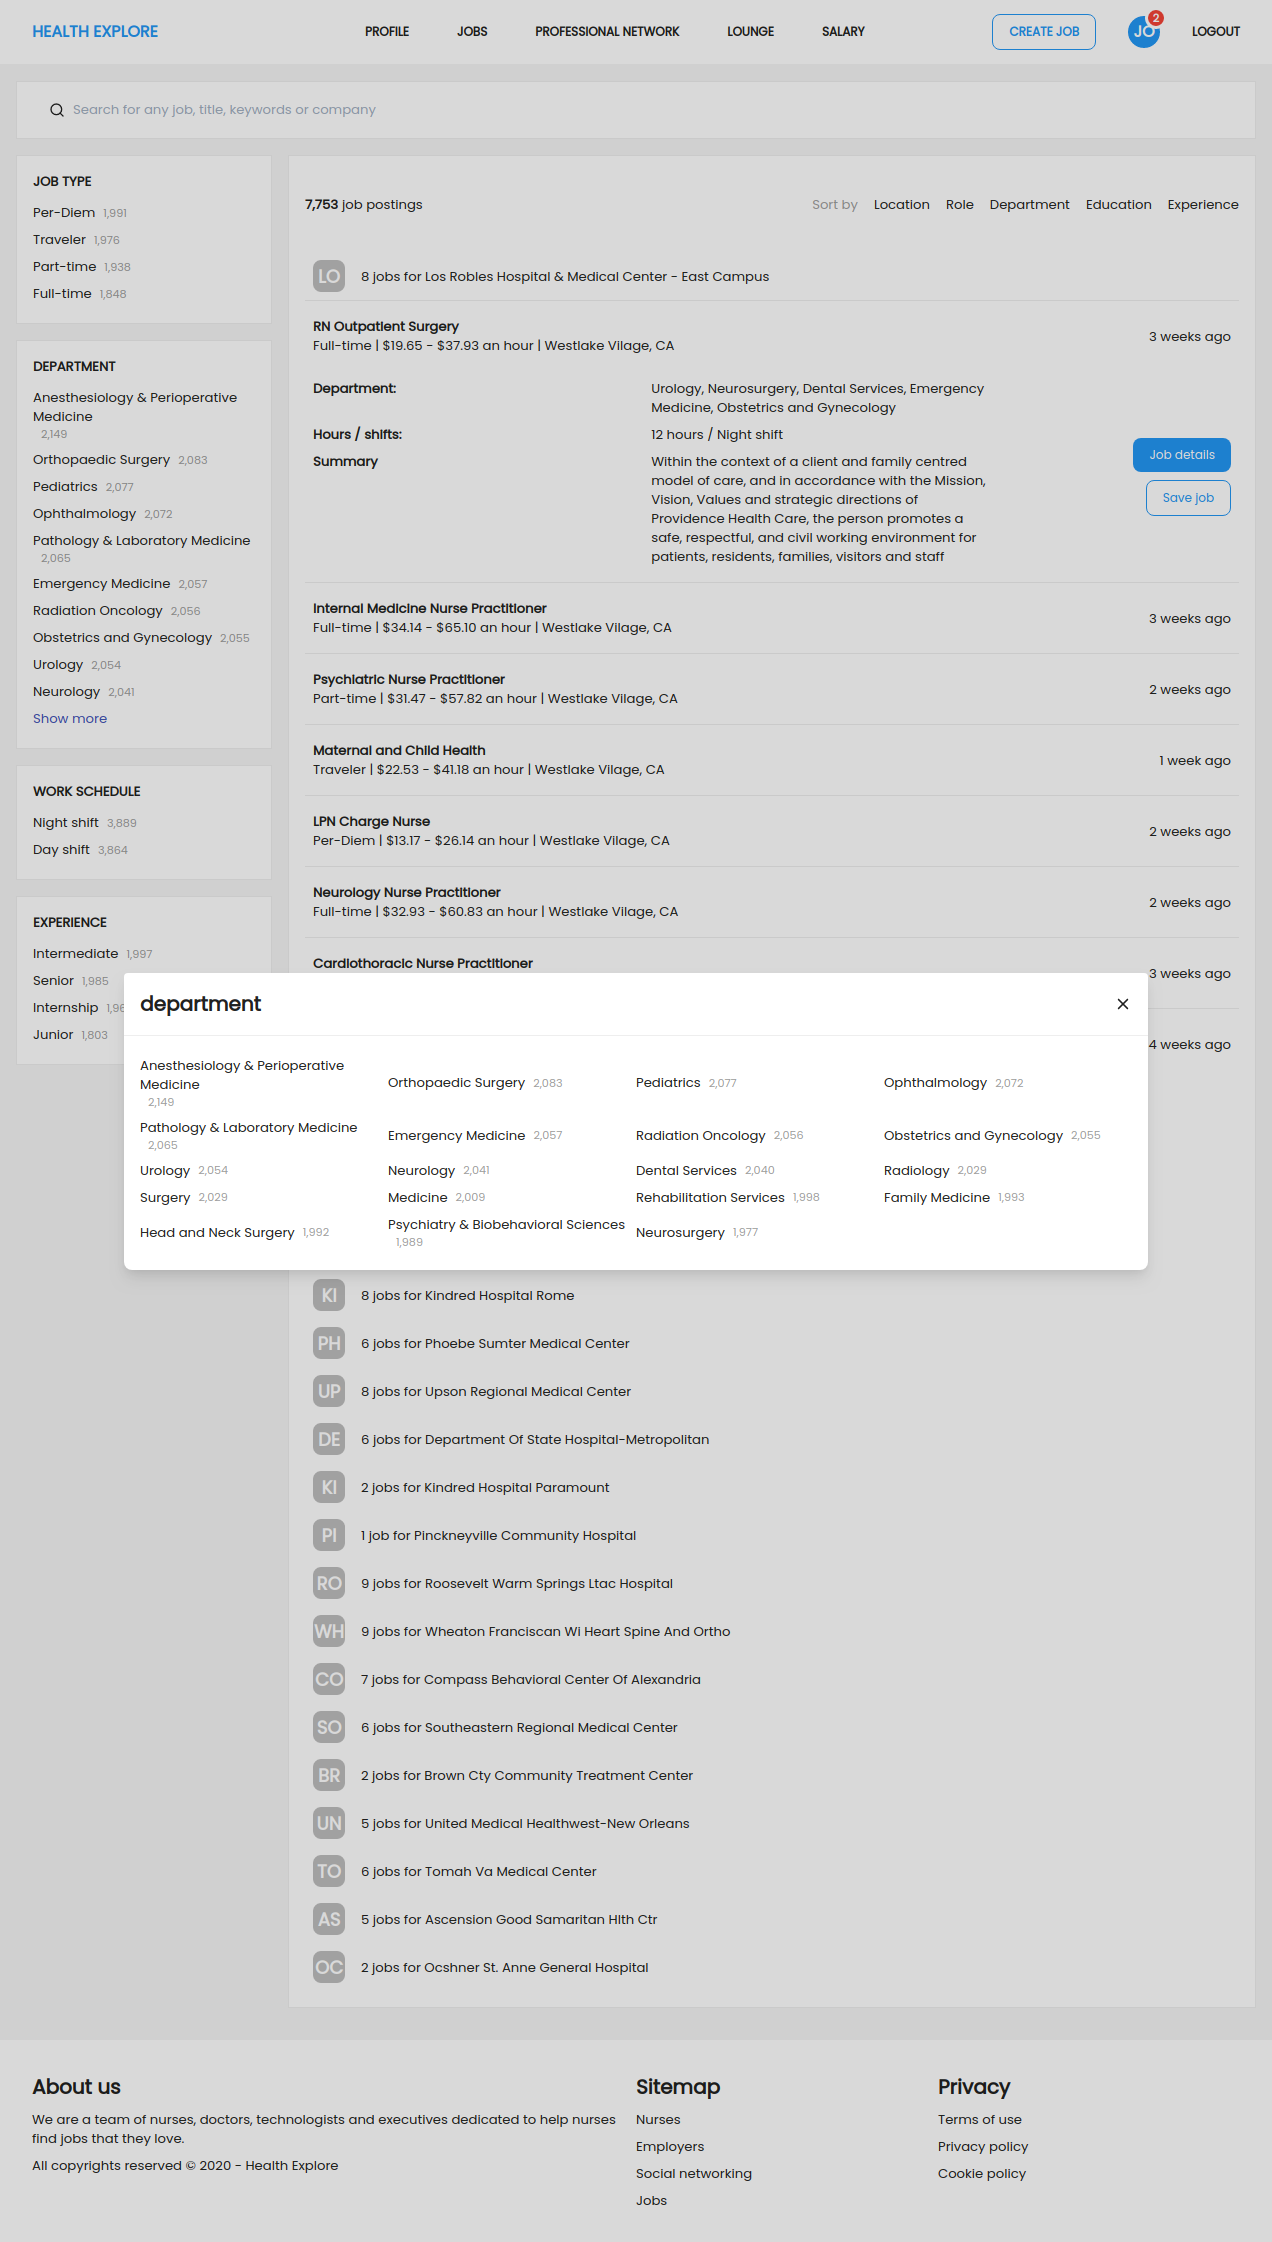 HEALTH EXPLORE
PROFILE JOBS PROFESSIONAL NETWORK LOUNGE SALARY
CREATE JOB JO 2 LOGOUT
Search for any job, title, keywords or company
JOB TYPE
Per-Diem 1,991
Traveler 1,976
Part-time 1,938
Full-time 1,848
DEPARTMENT
Anesthesiology & Perioperative
Medicine
2,149
Orthopaedic Surgery 2,083
Pediatrics 2,077
Ophthalmology 2,072
Pathology & Laboratory Medicine
2,065
Emergency Medicine 2,057
Radiation Oncology 2,056
Obstetrics and Gynecology 2,055
Urology 2,054
Neurology 2,041
Show more
WORK SCHEDULE
Night shift 3,889
Day shift 3,864
EXPERIENCE
Intermediate 1,997
Senior 1,985
Internship 1,96
Junior 1,803
7,753 job postings
Sort by Location Role Department Education Experience
LO 8 jobs for Los Robles Hospital & Medical Center - East Campus
RN Outpatient Surgery
Full-time | $19.65 - $37.93 an hour | Westlake Vilage, CA
3 weeks ago
Department: Urology, Neurosurgery, Dental Services, Emergency
Medicine, Obstetrics and Gynecology
Hours / shifts: 12 hours / Night shift
Summary Within the context of a client and family centred
model of care, and in accordance with the Mission,
Vision, Values and strategic directions of
Providence Health Care, the person promotes a
safe, respectful, and civil working environment for
patients, residents, families, visitors and staff
Job details
Save job
Internal Medicine Nurse Practitioner
Full-time | $34.14 - $65.10 an hour | Westlake Vilage, CA
3 weeks ago
Psychiatric Nurse Practitioner
Part-time | $31.47 - $57.82 an hour | Westlake Vilage, CA
2 weeks ago
Maternal and Child Health
Traveler | $22.53 - $41.18 an hour | Westlake Vilage, CA
1 week ago
LPN Charge Nurse
Per-Diem | $13.17 - $26.14 an hour | Westlake Vilage, CA
2 weeks ago
Neurology Nurse Practitioner
Full-time | $32.93 - $60.83 an hour | Westlake Vilage, CA
2 weeks ago
Cardiothoracic Nurse Practitioner
3 weeks ago
4 weeks ago
department
Anesthesiology & Perioperative
Medicine
2,149
Orthopaedic Surgery 2,083
Pediatrics 2,077
Ophthalmology 2,072
Pathology & Laboratory Medicine
2,065
Emergency Medicine 2,057
Radiation Oncology 2,056
Obstetrics and Gynecology 2,055
Urology 2,054
Neurology 2,041
Dental Services 2,040
Radiology 2,029
Surgery 2,029
Medicine 2,009
Rehabilitation Services 1,998
Family Medicine 1,993
Head and Neck Surgery 1,992
Psychiatry & Biobehavioral Sciences
1,989
Neurosurgery 1,977
KI 8 jobs for Kindred Hospital Rome
PH 6 jobs for Phoebe Sumter Medical Center
UP 8 jobs for Upson Regional Medical Center
DE 6 jobs for Department Of State Hospital-Metropolitan
KI 2 jobs for Kindred Hospital Paramount
PI 1 job for Pinckneyville Community Hospital
RO 9 jobs for Roosevelt Warm Springs Ltac Hospital
WH 9 jobs for Wheaton Franciscan Wi Heart Spine And Ortho
CO 7 jobs for Compass Behavioral Center Of Alexandria
SO 6 jobs for Southeastern Regional Medical Center
BR 2 jobs for Brown Cty Community Treatment Center
UN 5 jobs for United Medical Healthwest-New Orleans
TO 6 jobs for Tomah Va Medical Center
AS 5 jobs for Ascension Good Samaritan Hlth Ctr
OC 2 jobs for Ocshner St. Anne General Hospital
About us
We are a team of nurses, doctors, technologists and executives dedicated to help nurses
find jobs that they love.
All copyrights reserved © 2020 - Health Explore
Sitemap
Nurses
Employers
Social networking
Jobs
Privacy
Terms of use
Privacy policy
Cookie policy